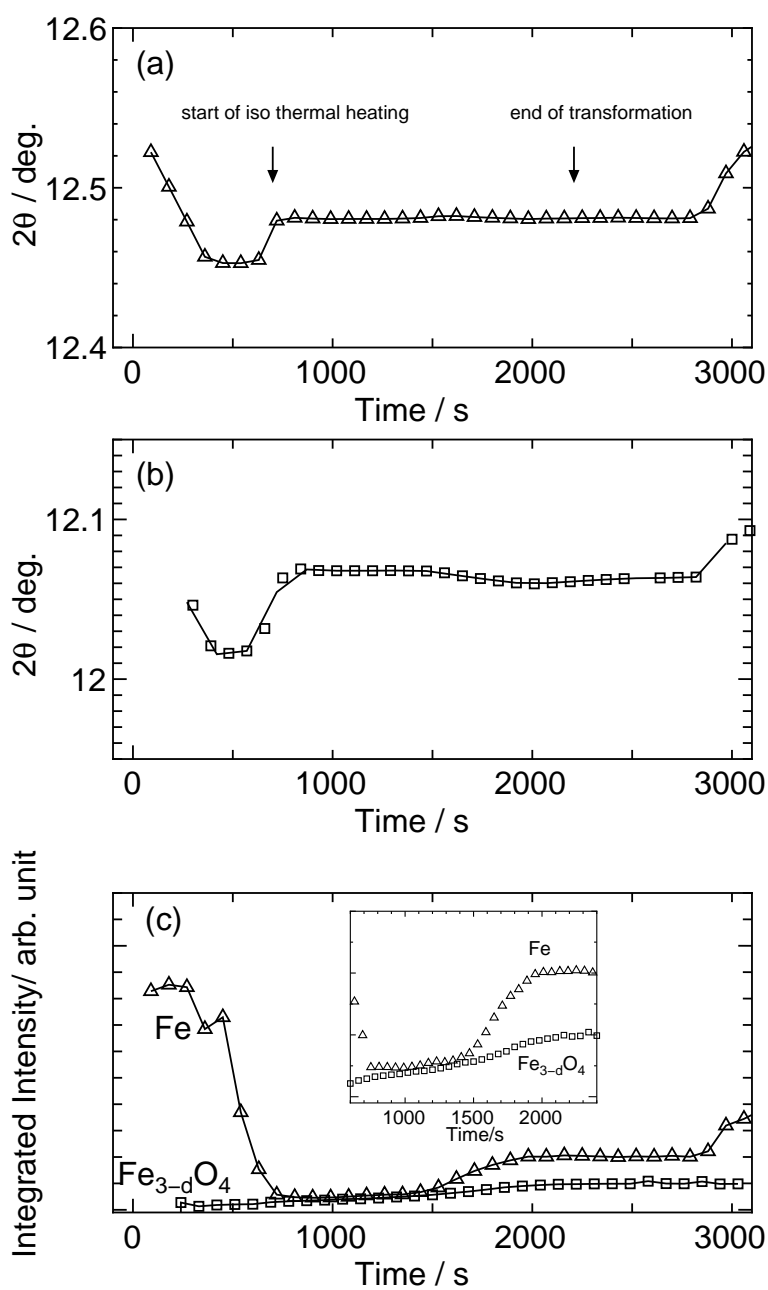 12.6
(a)
start of iso thermal heating
end of transformation
2θ / deg.
12.5
12.4
0
1000
2000
3000
Time / s
(b)
12.1
2θ / deg.
12
0
1000
2000
3000
Time / s
Integrated Intensity/ arb. unit
(c)
Fe
Fe3−dO4
Fe
Fe3−dO4
1000
1500
2000
Time/s
0
1000
2000
3000
Time / s